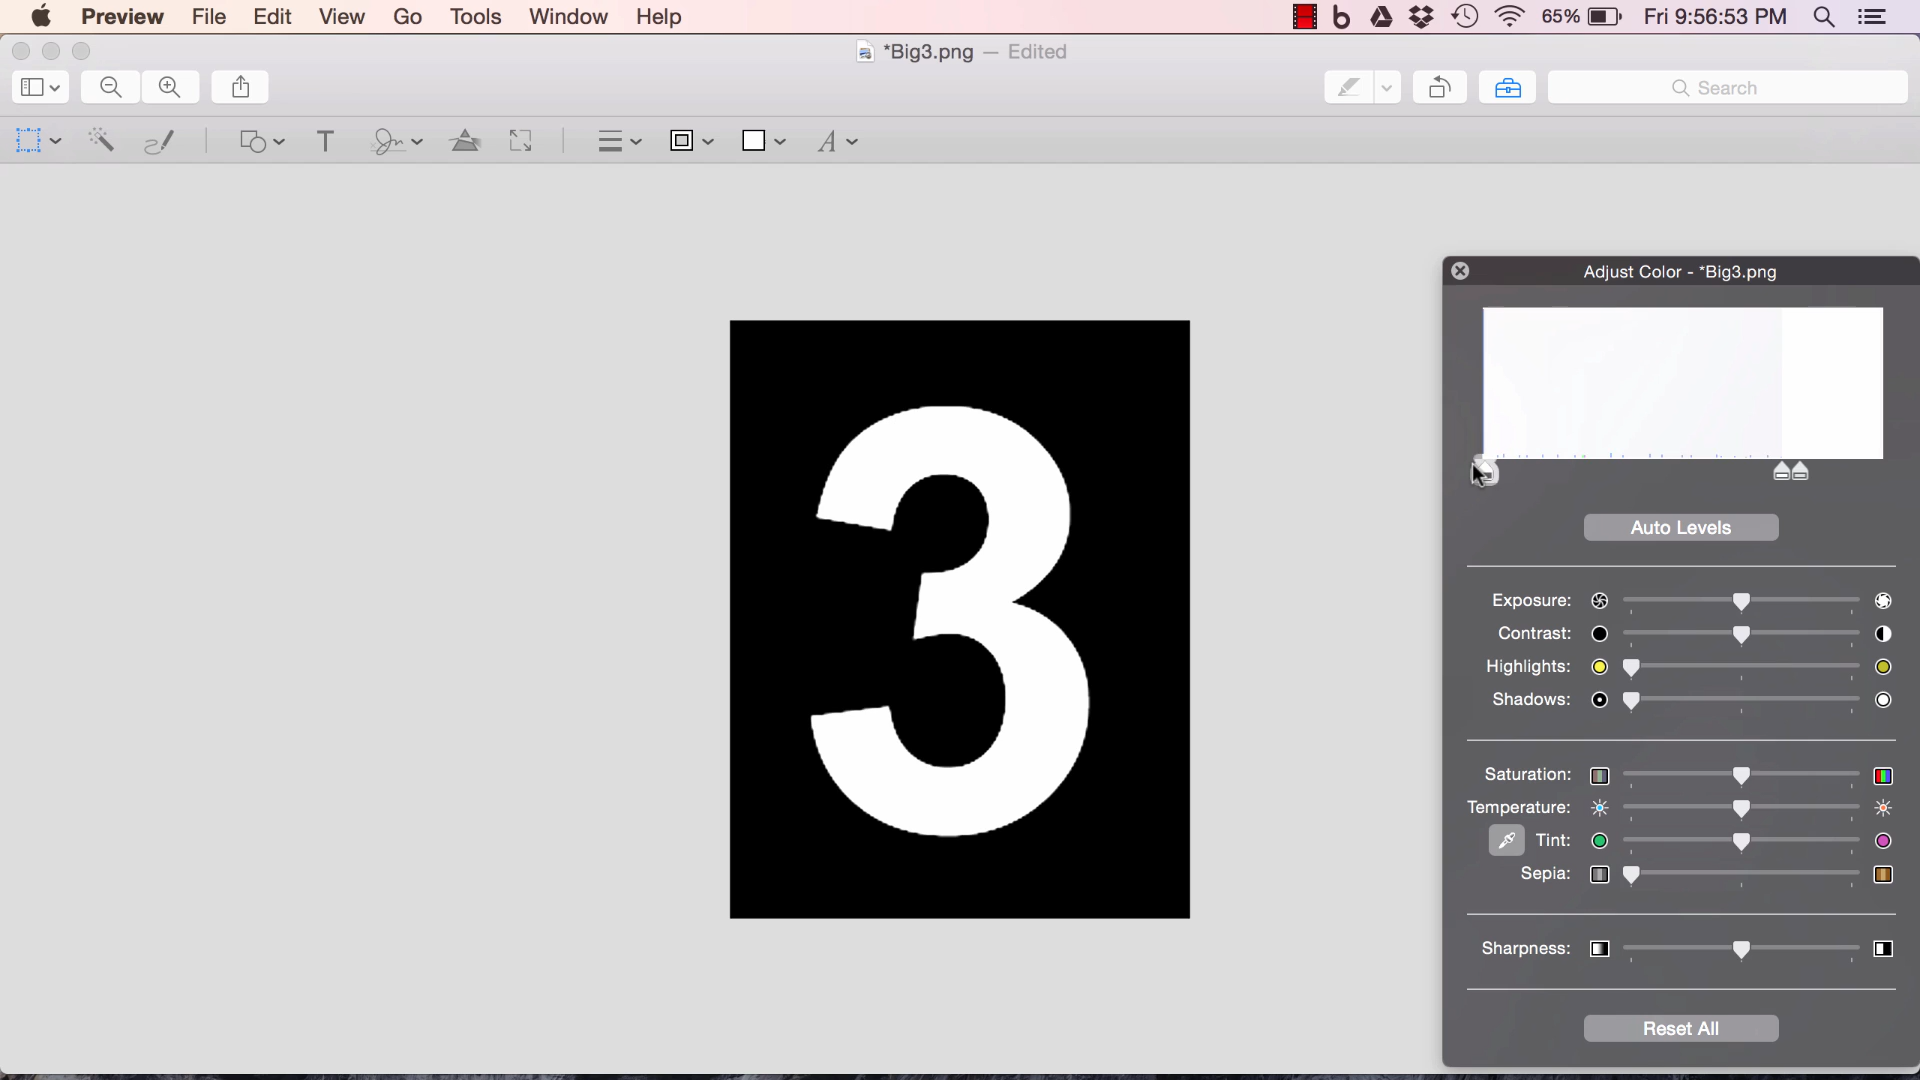 Preview File Edit View Go Tools Window Help 65% Fri 9:56:53 PM
*Big3.png — Edited
Search
Adjust Color - *Big3.png
3
Auto Levels
Exposure:
Contrast:
Highlights:
Shadows:
Saturation:
Temperature:
Tint:
Sepia:
Sharpness:
Reset All